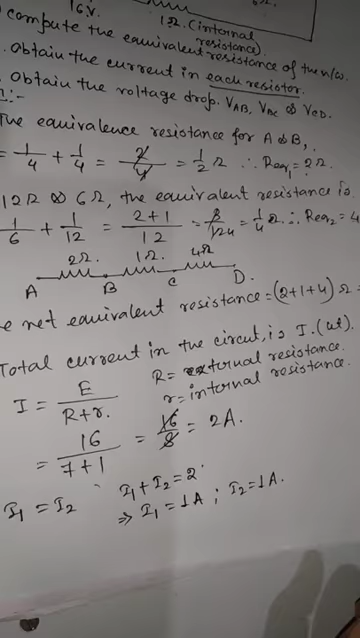 16V.
1Ω. (internal
resistance).
compute the equivalent resistance of the n/w.
. Obtain the current in each resistor.
. Obtain the voltage drop. VAB, VBC & VCD.
The equivalence resistance for A & B,
= 1/4 + 1/4 = 2/4 = 1/2 Ω ∴ Req1 = 2Ω.
12Ω & 6Ω, the equivalent resistance is
1/6 + 1/12 = 2+1/12 = 3/12 4 = 1/4 Ω. ∴ Req2 = 4
2Ω. 1Ω. 4Ω
A B C D.
e net equivalent resistance = (2+1+4) Ω =
Total current in the circut, is I. (let).
I = E/R+r. R = external resistance.
r = internal resistance.
= 16/7+1 = 16/8 = 2A.
I1 = I2 I1 + I2 = 2
⇒ I1 = 1A ; I2 = 1A.